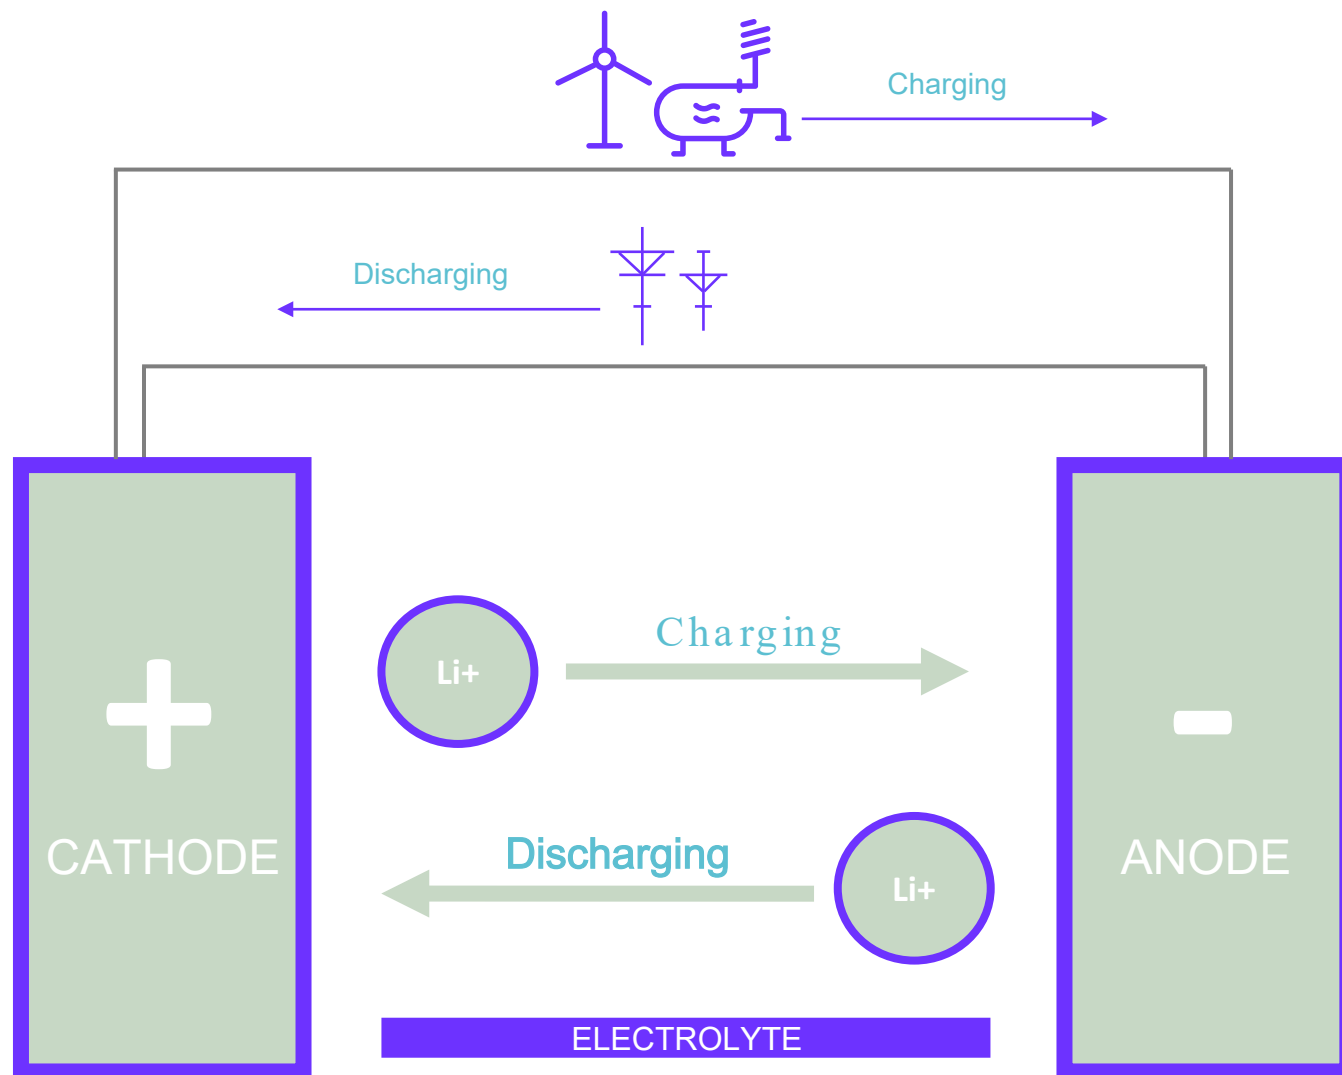 Charging
Discharging
Charging
Li+
+
-
CATHODE
Discharging
ANODE
Li+
ELECTROLYTE